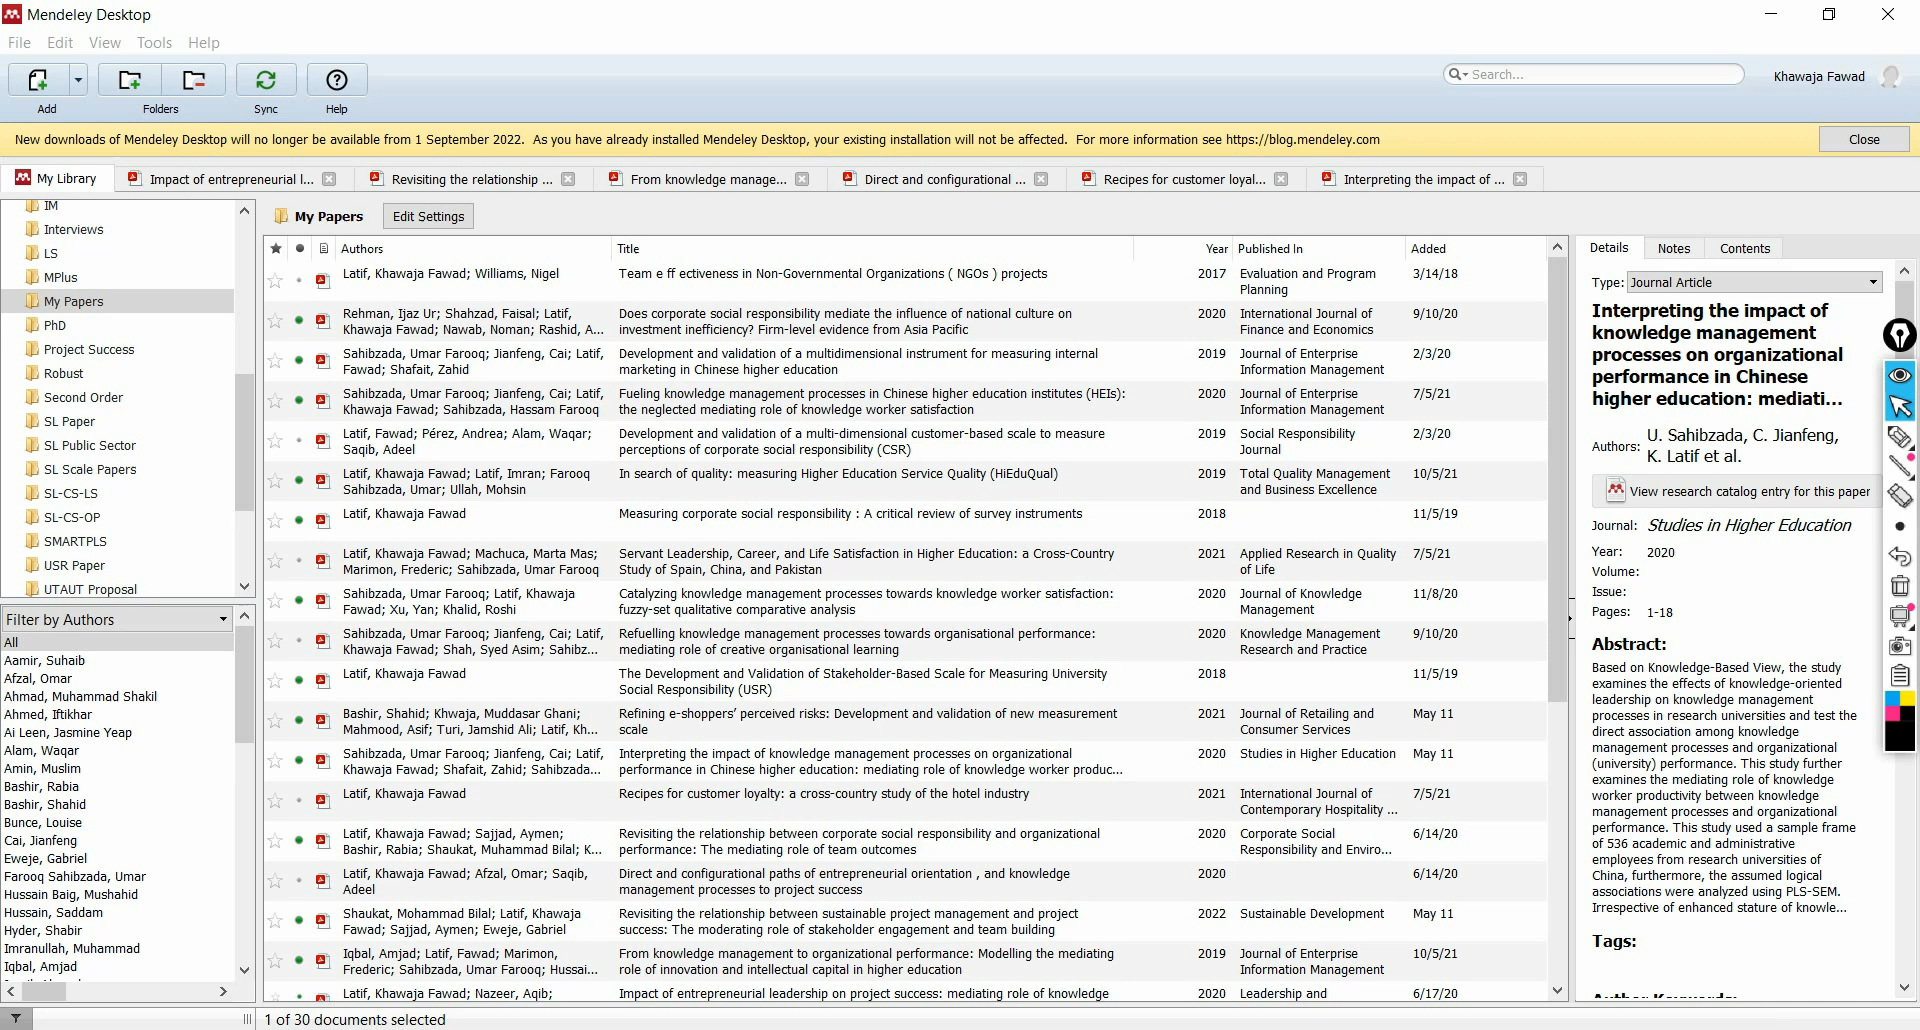 Mendeley Desktop
File Edit View Tools Help
Search...
Khawaja Fawad
Add
Folders
Sync
Help
New downloads of Mendeley Desktop will no longer be available from 1 September 2022. As you have already installed Mendeley Desktop, your existing installation will not be affected. For more information see https://blog.mendeley.com
Close
My Library
Impact of entrepreneurial l...
Revisiting the relationship ...
From knowledge manage...
Direct and configurational ...
Recipes for customer loyal...
Interpreting the impact of ...
IM
Interviews
LS
MPlus
My Papers
PhD
Project Success
Robust
Second Order
SL Paper
SL Public Sector
SL Scale Papers
SL-CS-LS
SL-CS-OP
SMARTPLS
USR Paper
UTAUT Proposal
Filter by Authors
All
Aamir, Suhaib
Afzal, Omar
Ahmad, Muhammad Shakil
Ahmed, Iftikhar
Ai Leen, Jasmine Yeap
Alam, Waqar
Amin, Muslim
Bashir, Rabia
Bashir, Shahid
Bunce, Louise
Cai, Jianfeng
Eweje, Gabriel
Farooq Sahibzada, Umar
Hussain Baig, Mushahid
Hussain, Saddam
Hyder, Shabir
Imranullah, Muhammad
Iqbal, Amjad
My Papers
Edit Settings
Authors Title Year Published In Added
Latif, Khawaja Fawad; Williams, Nigel Team e ff ectiveness in Non-Governmental Organizations ( NGOs ) projects 2017 Evaluation and Program 3/14/18
Planning
Rehman, Ijaz Ur; Shahzad, Faisal; Latif, Does corporate social responsibility mediate the influence of national culture on 2020 International Journal of 9/10/20
Khawaja Fawad; Nawab, Noman; Rashid, A... investment inefficiency? Firm-level evidence from Asia Pacific Finance and Economics
Sahibzada, Umar Farooq; Jianfeng, Cai; Latif, Development and validation of a multidimensional instrument for measuring internal 2019 Journal of Enterprise 2/3/20
Fawad; Shafait, Zahid marketing in Chinese higher education Information Management
Sahibzada, Umar Farooq; Jianfeng, Cai; Latif, Fueling knowledge management processes in Chinese higher education institutes (HEIs): 2020 Journal of Enterprise 7/5/21
Khawaja Fawad; Sahibzada, Hassam Farooq the neglected mediating role of knowledge worker satisfaction Information Management
Latif, Fawad; Pérez, Andrea; Alam, Waqar; Development and validation of a multi-dimensional customer-based scale to measure 2019 Social Responsibility 2/3/20
Saqib, Adeel perceptions of corporate social responsibility (CSR) Journal
Latif, Khawaja Fawad; Latif, Imran; Farooq In search of quality: measuring Higher Education Service Quality (HiEduQual) 2019 Total Quality Management 10/5/21
Sahibzada, Umar; Ullah, Mohsin and Business Excellence
Latif, Khawaja Fawad Measuring corporate social responsibility : A critical review of survey instruments 2018 11/5/19
Latif, Khawaja Fawad; Machuca, Marta Mas; Servant Leadership, Career, and Life Satisfaction in Higher Education: a Cross-Country 2021 Applied Research in Quality 7/5/21
Marimon, Frederic; Sahibzada, Umar Farooq Study of Spain, China, and Pakistan of Life
Sahibzada, Umar Farooq; Latif, Khawaja Catalyzing knowledge management processes towards knowledge worker satisfaction: 2020 Journal of Knowledge 11/8/20
Fawad; Xu, Yan; Khalid, Roshi fuzzy-set qualitative comparative analysis Management
Sahibzada, Umar Farooq; Jianfeng, Cai; Latif, Refuelling knowledge management processes towards organisational performance: 2020 Knowledge Management 9/10/20
Khawaja Fawad; Shah, Syed Asim; Sahibz... mediating role of creative organisational learning Research and Practice
Latif, Khawaja Fawad The Development and Validation of Stakeholder-Based Scale for Measuring University 2018 11/5/19
Social Responsibility (USR)
Bashir, Shahid; Khwaja, Muddasar Ghani; Refining e-shoppers' perceived risks: Development and validation of new measurement 2021 Journal of Retailing and May 11
Mahmood, Asif; Turi, Jamshid Ali; Latif, Kh... scale Consumer Services
Sahibzada, Umar Farooq; Jianfeng, Cai; Latif, Interpreting the impact of knowledge management processes on organizational 2020 Studies in Higher Education May 11
Khawaja Fawad; Shafait, Zahid; Sahibzada... performance in Chinese higher education: mediating role of knowledge worker produc...
Latif, Khawaja Fawad Recipes for customer loyalty: a cross-country study of the hotel industry 2021 International Journal of 7/5/21
Contemporary Hospitality ...
Latif, Khawaja Fawad; Sajjad, Aymen; Revisiting the relationship between corporate social responsibility and organizational 2020 Corporate Social 6/14/20
Bashir, Rabia; Shaukat, Muhammad Bilal; K... performance: The mediating role of team outcomes Responsibility and Enviro...
Latif, Khawaja Fawad; Afzal, Omar; Saqib, Direct and configurational paths of entrepreneurial orientation , and knowledge 2020 6/14/20
Adeel management processes to project success
Shaukat, Mohammad Bilal; Latif, Khawaja Revisiting the relationship between sustainable project management and project 2022 Sustainable Development May 11
Fawad; Sajjad, Aymen; Eweje, Gabriel success: The moderating role of stakeholder engagement and team building
Iqbal, Amjad; Latif, Fawad; Marimon, From knowledge management to organizational performance: Modelling the mediating 2019 Journal of Enterprise 10/5/21
Frederic; Sahibzada, Umar Farooq; Hussai... role of innovation and intellectual capital in higher education Information Management
Latif, Khawaja Fawad; Nazeer, Aqib; Impact of entrepreneurial leadership on project success: mediating role of knowledge 2020 Leadership and 6/17/20
Details Notes Contents
Type: Journal Article
Interpreting the impact of
knowledge management
processes on organizational
performance in Chinese
higher education: mediati...
Authors: U. Sahibzada, C. Jianfeng,
K. Latif et al.
View research catalog entry for this paper
Journal: Studies in Higher Education
Year: 2020
Volume:
Issue:
Pages: 1-18
Abstract:
Based on Knowledge-Based View, the study
examines the effects of knowledge-oriented
leadership on knowledge management
processes in research universities and test the
direct association among knowledge
management processes and organizational
(university) performance. This study further
examines the mediating role of knowledge
worker productivity between knowledge
management processes and organizational
performance. This study used a sample frame
of 536 academic and administrative
employees from research universities of
China, furthermore, the assumed logical
associations were analyzed using PLS-SEM.
Irrespective of enhanced stature of knowle...
Tags:
1 of 30 documents selected